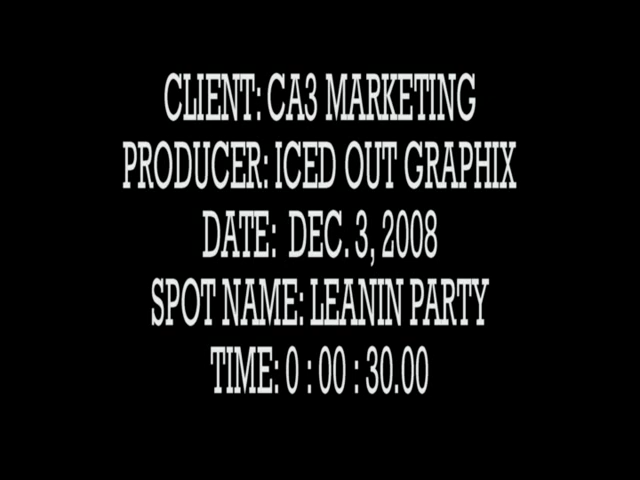 CLIENT: CA3 MARKETING
PRODUCER: ICED OUT GRAPHIX
DATE: DEC. 3, 2008
SPOT NAME: LEANIN PARTY
TIME: 0 : 00 : 30.00